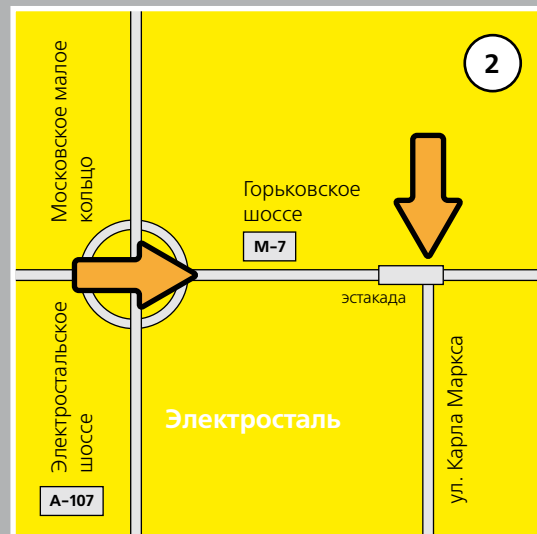 2
Московское малое
кольцо
Горьковское
шоссе
М-7
эстакада
Электростальское
шоссе
Электросталь
ул. Карла Маркса
А-107